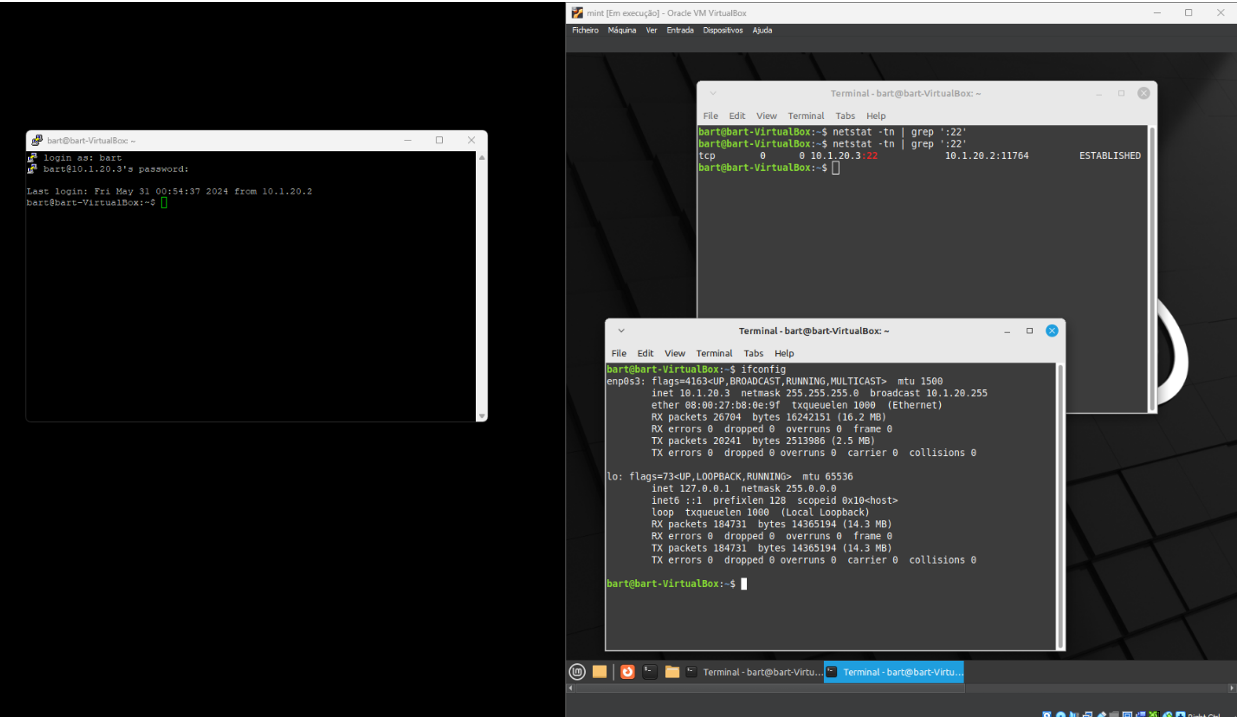 bart@bart-VirtualBox: ~
login as: bart
bart@10.1.20.3's password:
Last login: Fri May 31 00:54:37 2024 from 10.1.20.2
bart@bart-VirtualBox:~$
mint [Em execução] - Oracle VM VirtualBox
Ficheiro Máquina Ver Entrada Dispositivos Ajuda
Terminal - bart@bart-VirtualBox: ~
File Edit View Terminal Tabs Help
bart@bart-VirtualBox:~$ netstat -tn | grep ':22'
bart@bart-VirtualBox:~$ netstat -tn | grep ':22'
tcp 0 0 10.1.20.3:22 10.1.20.2:11764 ESTABLISHED
bart@bart-VirtualBox:~$
Terminal - bart@bart-VirtualBox: ~
File Edit View Terminal Tabs Help
bart@bart-VirtualBox:~$ ifconfig
enp0s3: flags=4163<UP,BROADCAST,RUNNING,MULTICAST> mtu 1500
inet 10.1.20.3 netmask 255.255.255.0 broadcast 10.1.20.255
ether 08:00:27:b8:0e:9f txqueuelen 1000 (Ethernet)
RX packets 26704 bytes 16242151 (16.2 MB)
RX errors 0 dropped 0 overruns 0 frame 0
TX packets 20241 bytes 2513986 (2.5 MB)
TX errors 0 dropped 0 overruns 0 carrier 0 collisions 0
lo: flags=73<UP,LOOPBACK,RUNNING> mtu 65536
inet 127.0.0.1 netmask 255.0.0.0
inet6 ::1 prefixlen 128 scopeid 0x10<host>
loop txqueuelen 1000 (Local Loopback)
RX packets 184731 bytes 14365194 (14.3 MB)
RX errors 0 dropped 0 overruns 0 frame 0
TX packets 184731 bytes 14365194 (14.3 MB)
TX errors 0 dropped 0 overruns 0 carrier 0 collisions 0
bart@bart-VirtualBox:~$
Terminal - bart@bart-Virtu...
Terminal - bart@bart-Virtu...
Right Ctrl